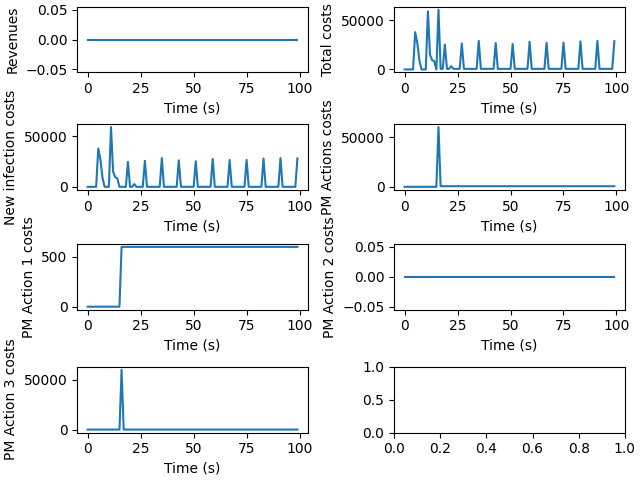 Revenues
0.05
0.00
−0.05
0 25 50 75 100
Time (s)
Total costs
50000
0
0 25 50 75 100
Time (s)
New infection costs
50000
0
0 25 50 75 100
Time (s)
PM Actions costs
50000
0
0 25 50 75 100
Time (s)
PM Action 1 costs
500
0
0 25 50 75 100
Time (s)
PM Action 2 costs
0.05
0.00
−0.05
0 25 50 75 100
Time (s)
PM Action 3 costs
50000
0
0 25 50 75 100
Time (s)
1.0
0.5
0.0
0.0 0.2 0.4 0.6 0.8 1.0